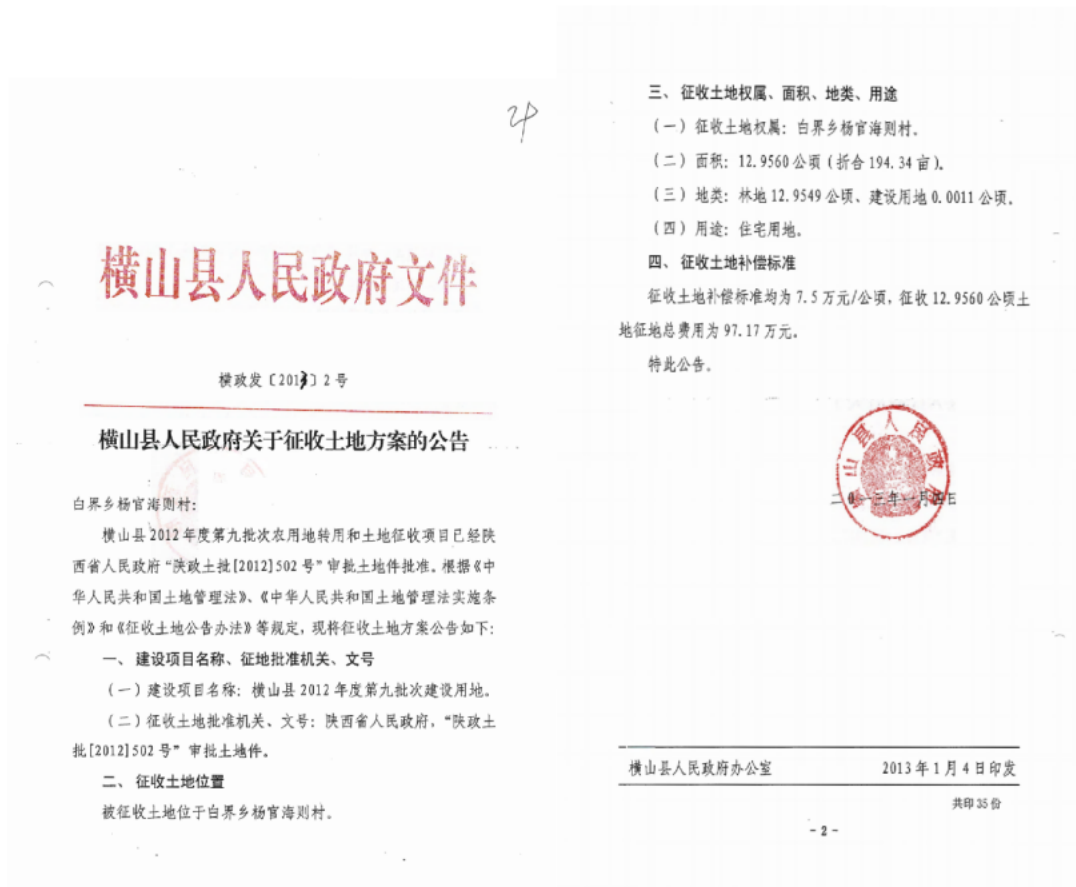 24
横山县人民政府文件
横政发〔2013〕2号
横山县人民政府关于征收土地方案的公告
白界乡杨官海则村：
横山县2012年度第九批次农用地转用和土地征收项目已经陕
西省人民政府“陕政土批[2012]502号”审批土地件批准。根据《中
华人民共和国土地管理法》、《中华人民共和国土地管理法实施条
例》和《征收土地公告办法》等规定，现将征收土地方案公告如下：
一、建设项目名称、征地批准机关、文号
（一）建设项目名称：横山县2012年度第九批次建设用地。
（二）征收土地批准机关、文号：陕西省人民政府，“陕政土
批[2012]502号”审批土地件。
二、征收土地位置
被征收土地位于白界乡杨官海则村。
三、征收土地权属、面积、地类、用途
（一）征收土地权属：白界乡杨官海则村。
（二）面积：12.9560公顷（折合194.34亩）。
（三）地类：林地12.9549公顷、建设用地0.0011公顷。
（四）用途：住宅用地。
四、征收土地补偿标准
征收土地补偿标准均为7.5万元/公顷，征收12.9560公顷土
地征地总费用为97.17万元。
特此公告。
横山县人民政府
二〇一三年一月四日
横山县人民政府办公室 2013年1月4日印发
共印35份
-2-